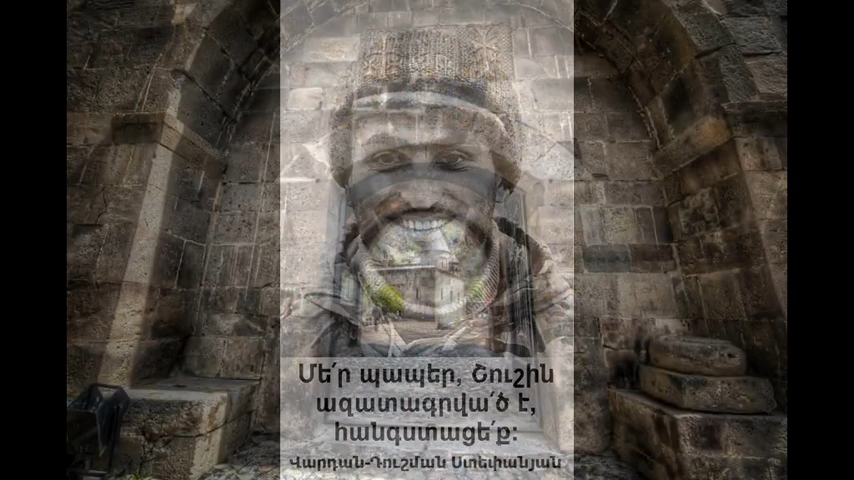 Մե՛ր պապեր, Շուշին
ազատագրվա՛ծ է,
հանգստացե՛ք:
Վարդան-Դուշման Ստեփանյան